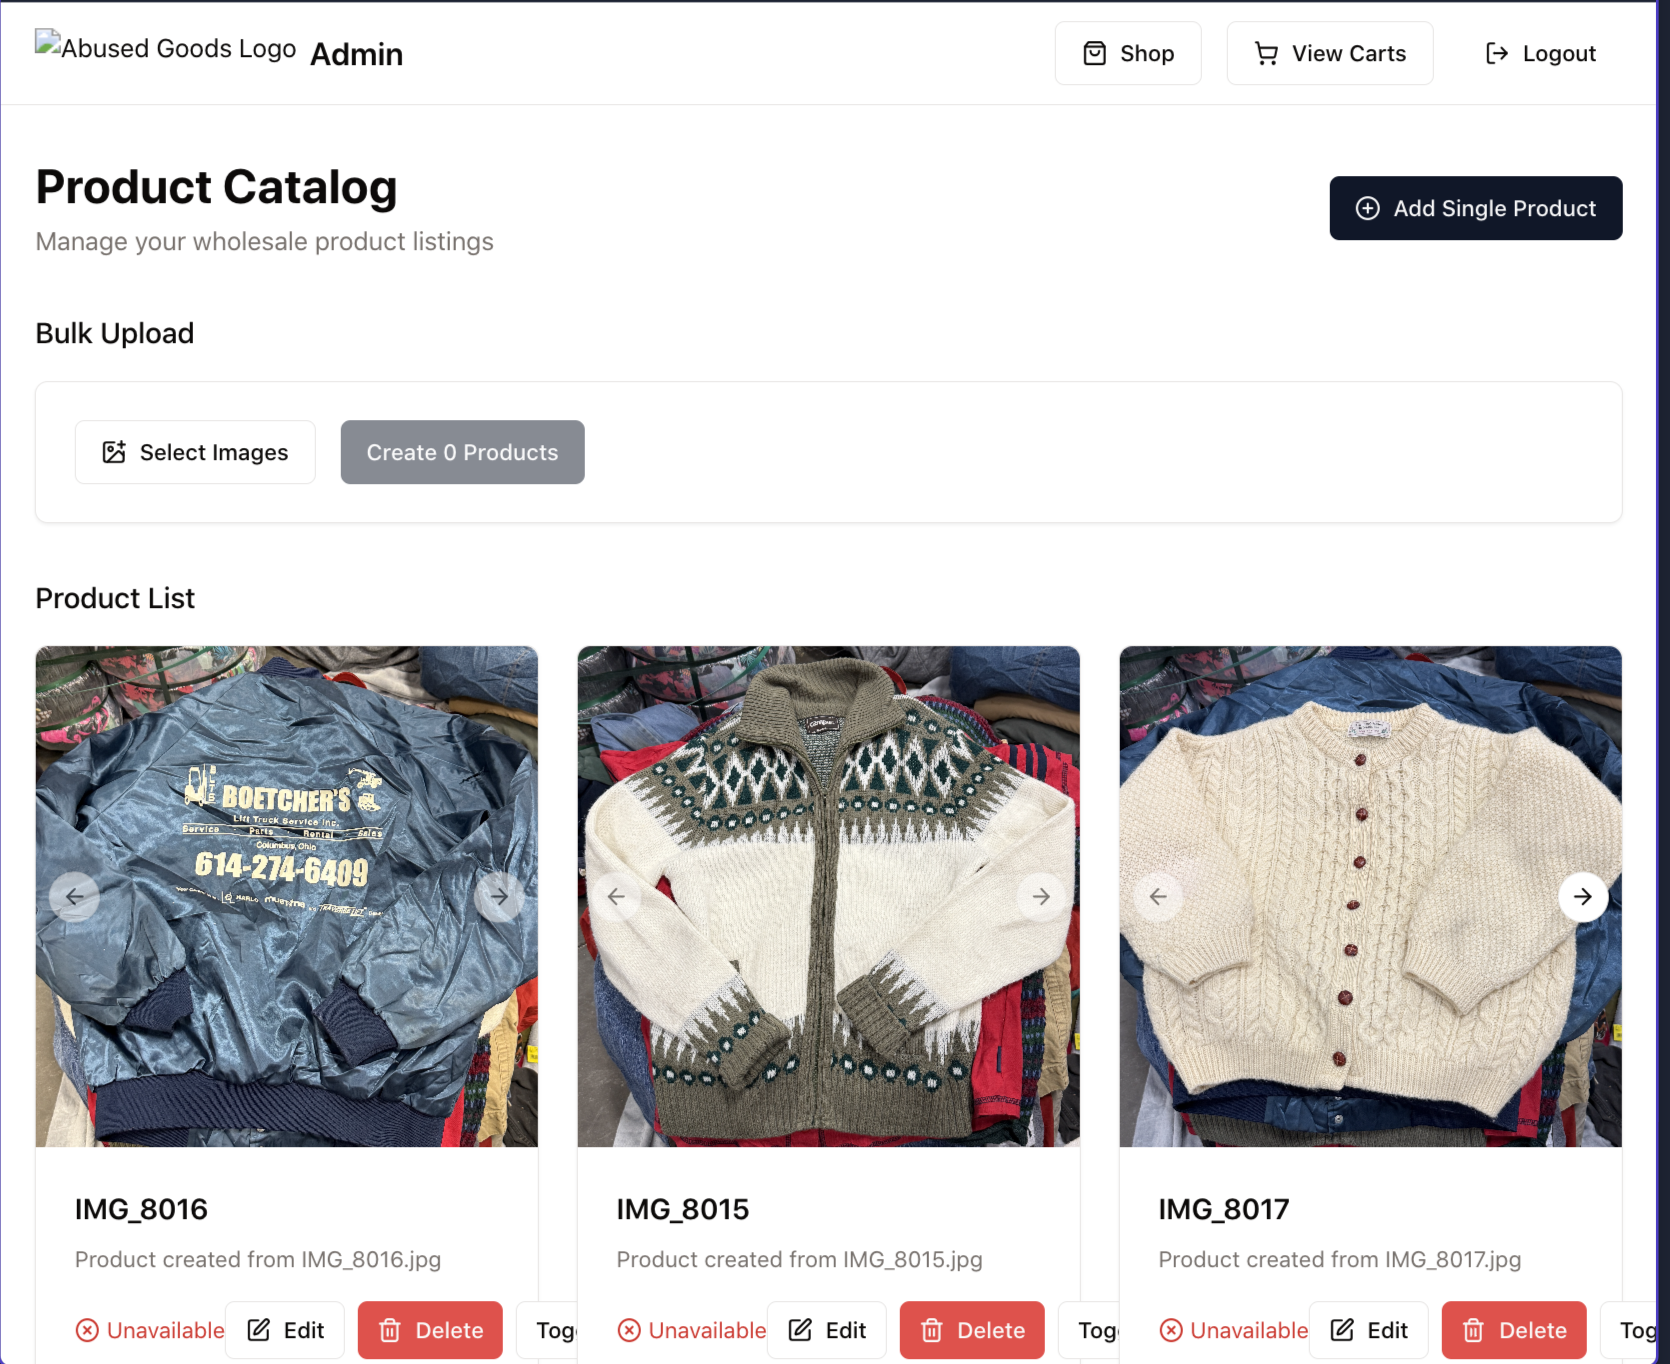 Abused Goods Logo Admin
Shop
View Carts
Logout
Product Catalog
Manage your wholesale product listings
Add Single Product
Bulk Upload
Select Images
Create 0 Products
Product List
BOETCHER'S
Lift Truck Service Inc.
Service Parts Rental Sales
Columbus, Ohio
614-274-6409
IMG_8016
Product created from IMG_8016.jpg
Unavailable
Edit
Delete
Tog
IMG_8015
Product created from IMG_8015.jpg
Unavailable
Edit
Delete
Tog
IMG_8017
Product created from IMG_8017.jpg
Unavailable
Edit
Delete
Tog